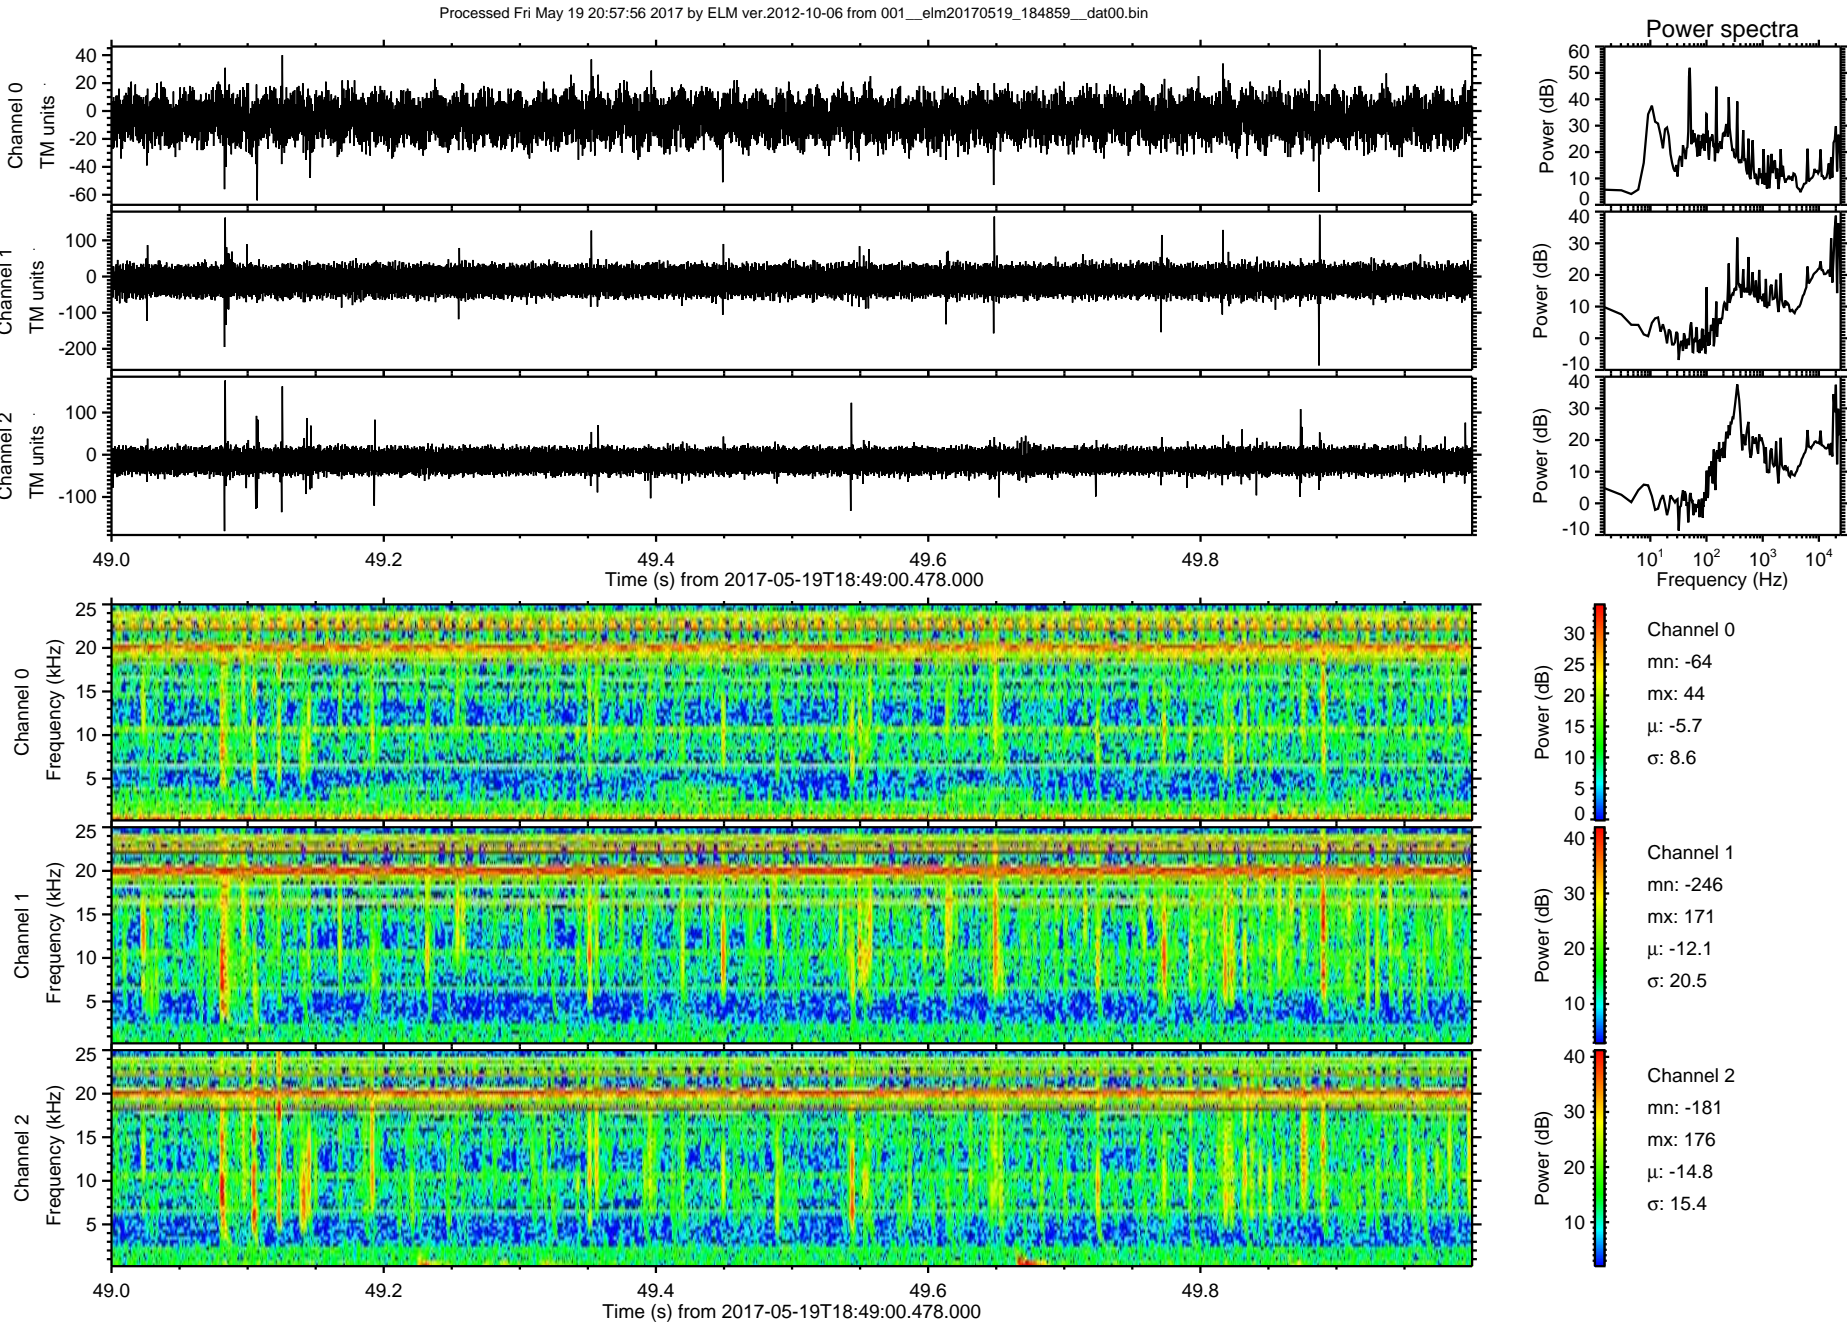 Processed Fri May 19 20:57:56 2017 by ELM ver.2012-10-06 from 001__elm20170519_184859__dat00.bin
Power spectra
Channel 0
TM units
40
20
0
-20
-40
-60
Power (dB)
60
50
40
30
20
10
0
Channel 1
TM units
100
0
-100
-200
Power (dB)
40
30
20
10
0
-10
Channel 2
TM units
100
0
-100
Power (dB)
40
30
20
10
0
-10
49.0 49.2 49.4 49.6 49.8
Time (s) from 2017-05-19T18:49:00.478.000
10¹ 10² 10³ 10⁴
Frequency (Hz)
Channel 0
Frequency (kHz)
25
20
15
10
5
Power (dB)
30
25
20
15
10
5
0
Channel 0
mn: -64
mx: 44
μ: -5.7
σ: 8.6
Channel 1
Frequency (kHz)
25
20
15
10
5
Power (dB)
40
30
20
10
Channel 1
mn: -246
mx: 171
μ: -12.1
σ: 20.5
Channel 2
Frequency (kHz)
25
20
15
10
5
Power (dB)
40
30
20
10
Channel 2
mn: -181
mx: 176
μ: -14.8
σ: 15.4
49.0 49.2 49.4 49.6 49.8
Time (s) from 2017-05-19T18:49:00.478.000